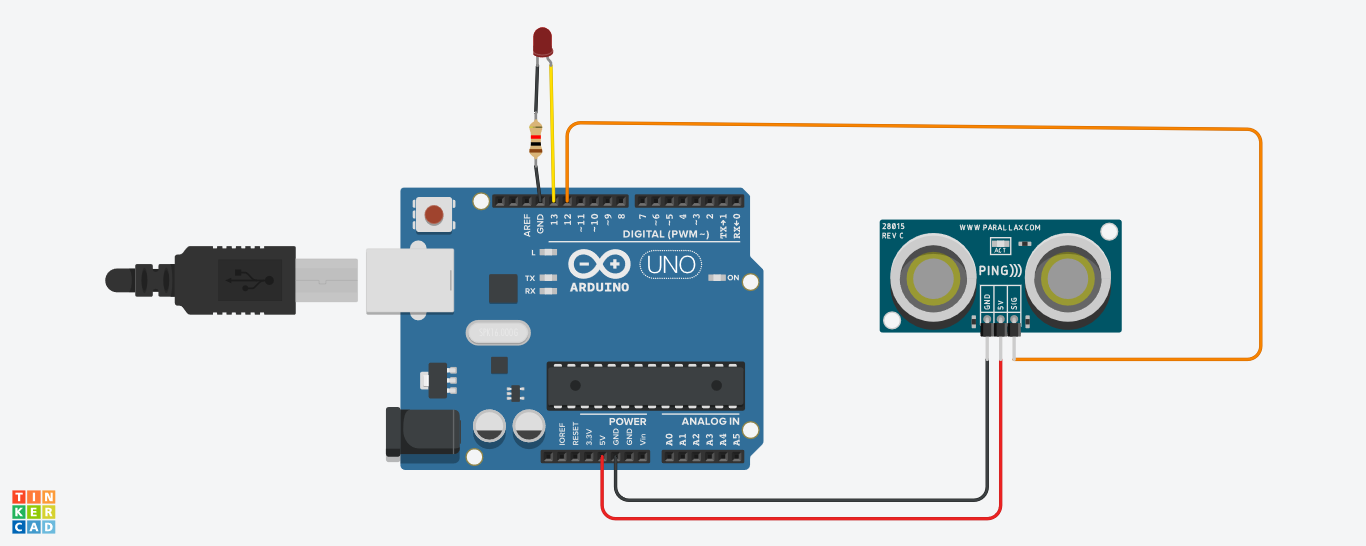 AREF
GND
13
12
~11
~10
~9
8
7
~6
~5
4
~3
2
TX→1
RX←0
DIGITAL (PWM~)
L
TX
RX
ARDUINO
UNO
ON
POWER
ANALOG IN
IOREF
RESET
3.3V
5V
GND
GND
Vin
A0
A1
A2
A3
A4
A5
28015
REV C
WWW.PARALLAX.COM
ACT
PING)))
GND
5V
SIG
TIN
KER
CAD